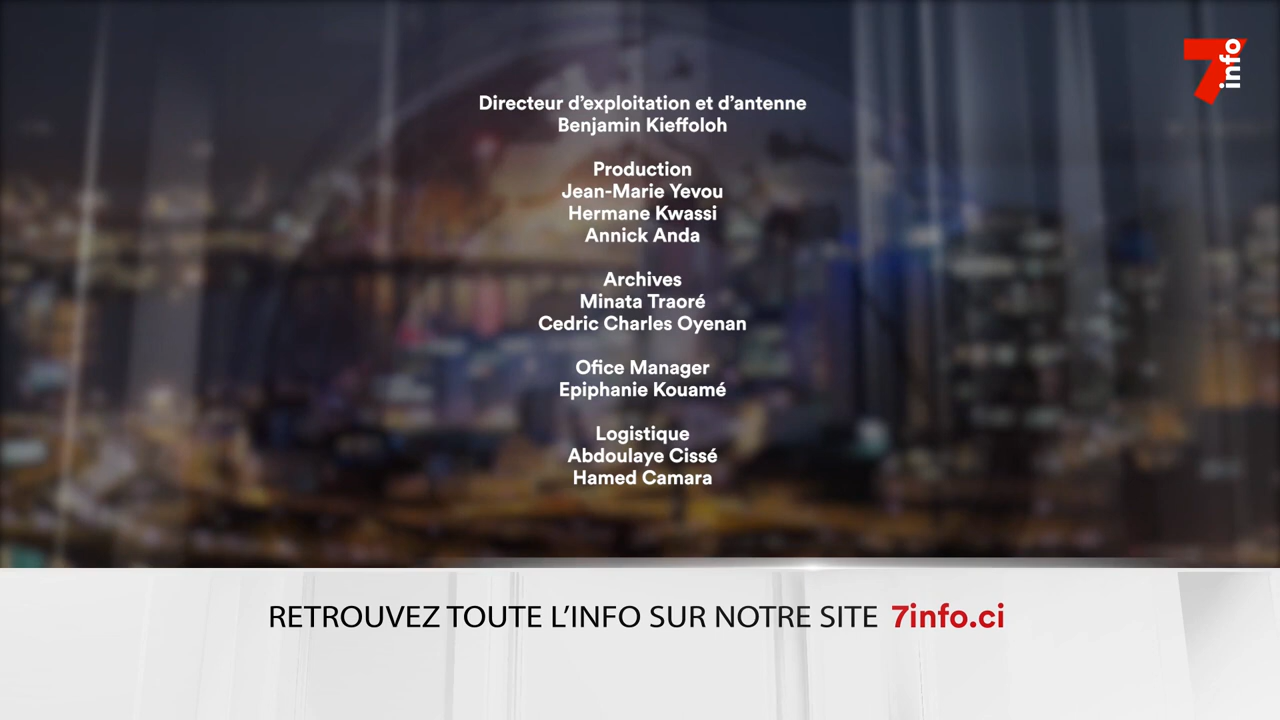 7info
Directeur d’exploitation et d’antenne
Benjamin Kieffoloh
Production
Jean-Marie Yevou
Hermane Kwassi
Annick Anda
Archives
Minata Traoré
Cedric Charles Oyenan
Ofice Manager
Epiphanie Kouamé
Logistique
Abdoulaye Cissé
Hamed Camara
RETROUVEZ TOUTE L’INFO SUR NOTRE SITE 7info.ci